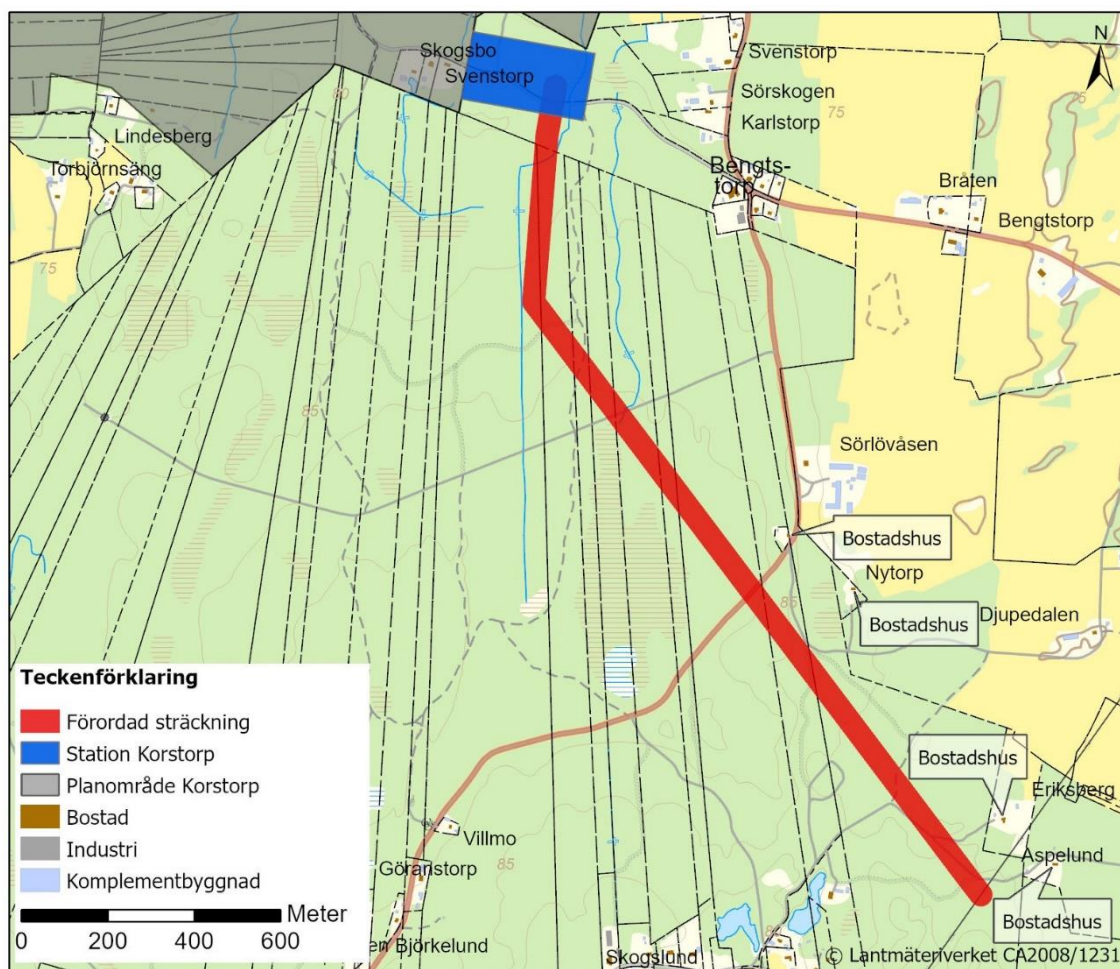 Skogsbo
Svenstorp
Svenstorp
N
Sörskogen
75
80
Karlstorp
Lindesberg
Torbjörnsäng
Bengts-
torp
Bråten
Bengtstorp
75
85
Sörlövåsen
Bostadshus
Nytorp
85
Bostadshus
Djupedalen
Teckenförklaring
Förordad sträckning
Station Korstorp
Planområde Korstorp
Bostad
Industri
Komplementbyggnad
Meter
0 200 400 600
Bostadshus
Eriksberg
Villmo
Göranstorp
85
Aspelund
Bostadshus
en Björkelund
Skogslund
© Lantmäteriverket CA2008/1231